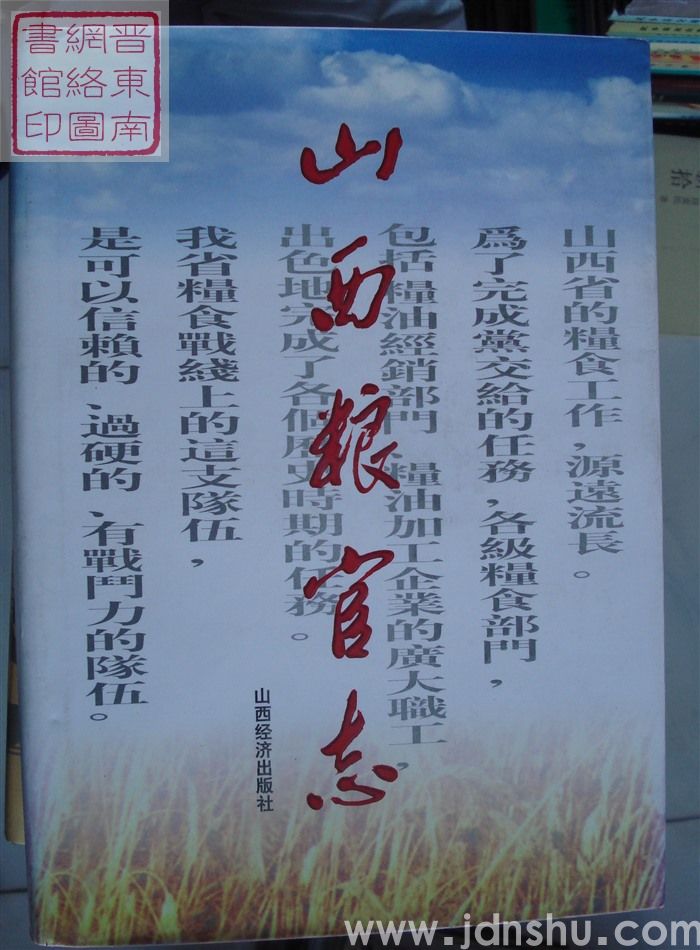 晋東南
網絡圖
書館印
山西粮官志
山西省的糧食工作,源遠流長。
爲了完成黨交給的任務,各級糧食部門,
包括糧油經銷部門、糧油加工企業的廣大職工,
出色地完成了各個歷史時期的任務。
我省糧食戰綫上的這支隊伍,
是可以信賴的、過硬的、有戰鬥力的隊伍。
山西经济出版社
拾
www.jdnshu.com